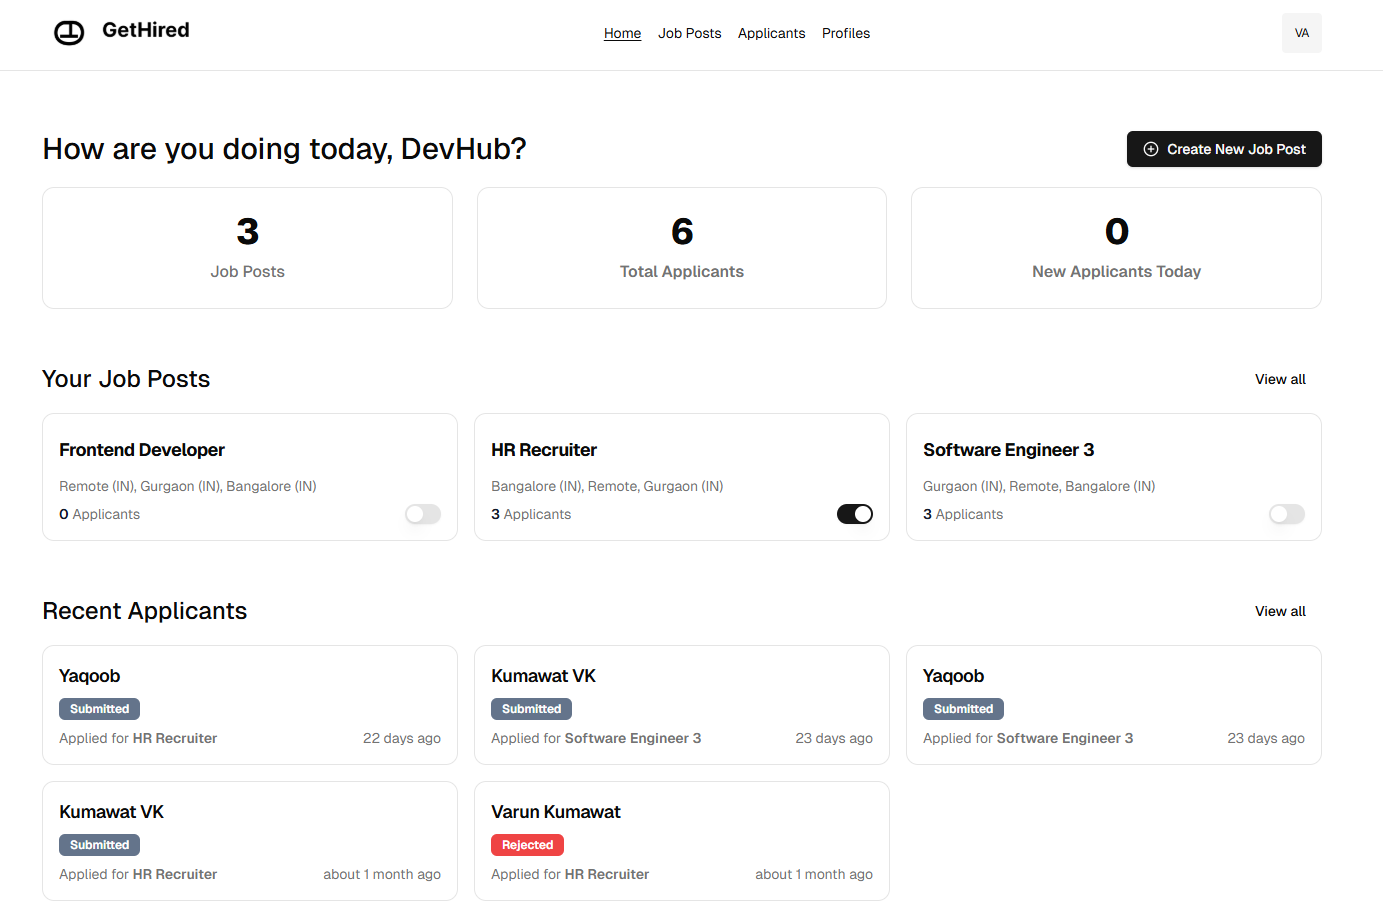 GetHired
Home Job Posts Applicants Profiles
VA
How are you doing today, DevHub?
Create New Job Post
3
Job Posts
6
Total Applicants
0
New Applicants Today
Your Job Posts
View all
Frontend Developer
Remote (IN), Gurgaon (IN), Bangalore (IN)
0 Applicants
HR Recruiter
Bangalore (IN), Remote, Gurgaon (IN)
3 Applicants
Software Engineer 3
Gurgaon (IN), Remote, Bangalore (IN)
3 Applicants
Recent Applicants
View all
Yaqoob
Submitted
Applied for HR Recruiter 22 days ago
Kumawat VK
Submitted
Applied for Software Engineer 3 23 days ago
Yaqoob
Submitted
Applied for Software Engineer 3 23 days ago
Kumawat VK
Submitted
Applied for HR Recruiter about 1 month ago
Varun Kumawat
Rejected
Applied for HR Recruiter about 1 month ago